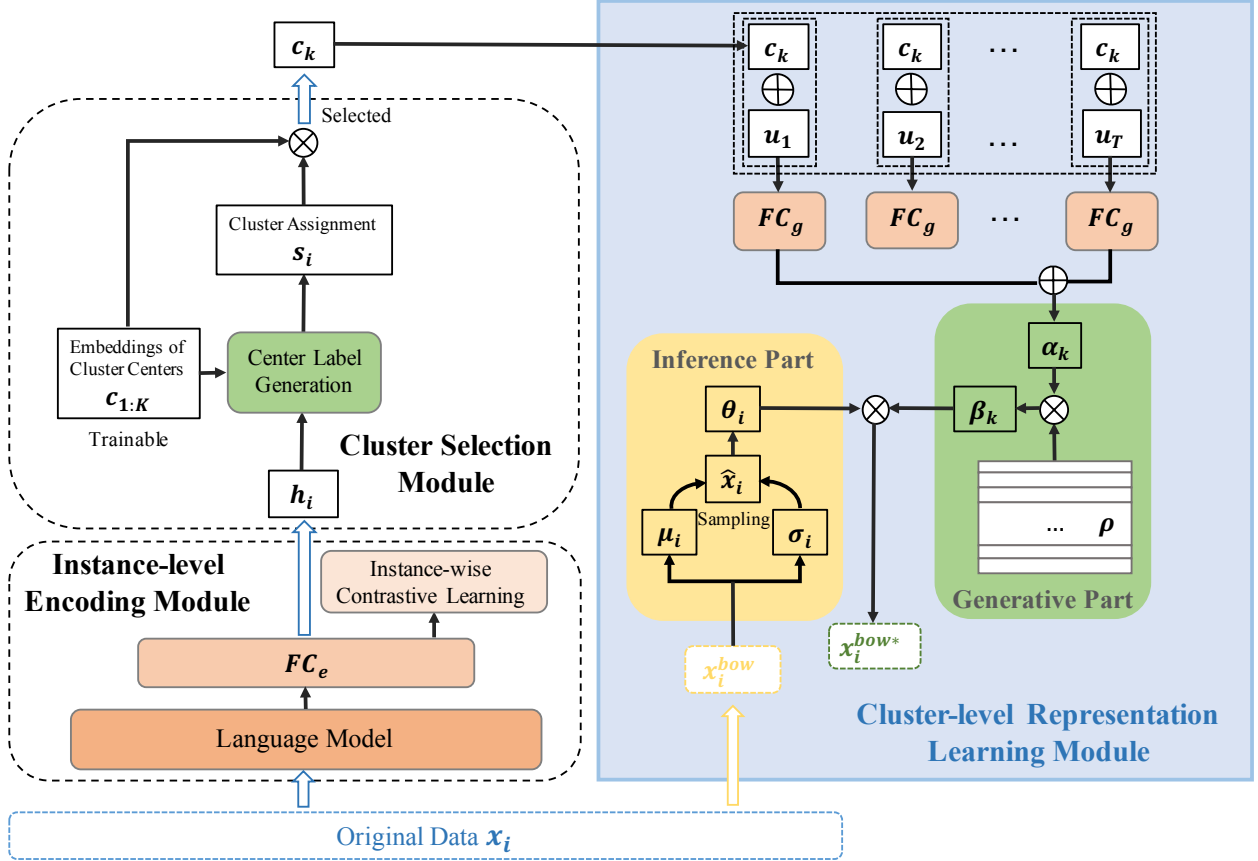 c_k
Selected
Cluster Assignment
s_i
Embeddings of
Cluster Centers
c_{1:K}
Trainable
Center Label
Generation
Cluster Selection
Module
h_i
Instance-level
Encoding Module
Instance-wise
Contrastive Learning
FC_e
Language Model
Original Data x_i
c_k c_k ... c_k
u_1 u_2 ... u_T
FC_g FC_g ... FC_g
Inference Part
θ_i
x̂_i
Sampling
μ_i σ_i
x_i^{bow}
α_k
β_k
... ρ
Generative Part
x_i^{bow*}
Cluster-level Representation
Learning Module